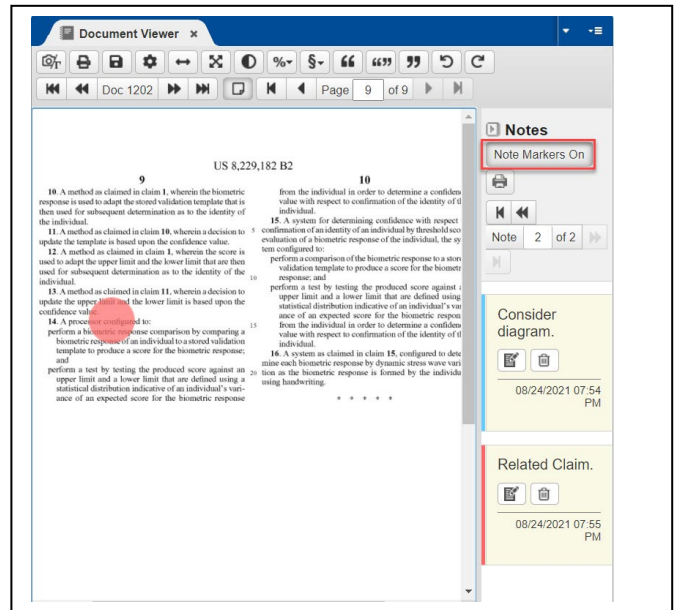 Document Viewer ×
Doc 1202
Page 9 of 9
US 8,229,182 B2
9
10. A method as claimed in claim 1, wherein the biometric
response is used to adapt the stored validation template that is
then used for subsequent determination as to the identity of
the individual.
11. A method as claimed in claim 10, wherein a decision to
update the template is based upon the confidence value.
12. A method as claimed in claim 1, wherein the score is
used to adapt the upper limit and the lower limit that are then
used for subsequent determination as to the identity of the
individual.
13. A method as claimed in claim 11, wherein a decision to
update the upper limit and the lower limit is based upon the
confidence value.
14. A processor configured to:
perform a biometric response comparison by comparing a
biometric response of an individual to a stored validation
template to produce a score for the biometric response;
and
perform a test by testing the produced score against an
upper limit and a lower limit that are defined using a
statistical distribution indicative of an individual's vari-
ance of an expected score for the biometric response
5
10
15
20
10
from the individual in order to determine a
value with respect to confirmation of the identity of
individual.
15. A system for determining confidence with respect
confirmation of an identity of an individual by threshold
evaluation of a biometric response of the individual, the
tem configured to:
perform a comparison of the biometric response to a
validation template to produce a score for the
response; and
perform a test by testing the produced score against
upper limit and a lower limit that are defined using
statistical distribution indicative of an individual's
ance of an expected score for the biometric
from the individual in order to determine a
value with respect to confirmation of the identity of
individual.
16. A system as claimed in claim 15, configured to
mine each biometric response by dynamic stress wave
tion as the biometric response is formed by the
using handwriting.
* * * * *
Notes
Note Markers On
Note 2 of 2
Consider
diagram.
08/24/2021 07:54
PM
Related Claim.
08/24/2021 07:55
PM